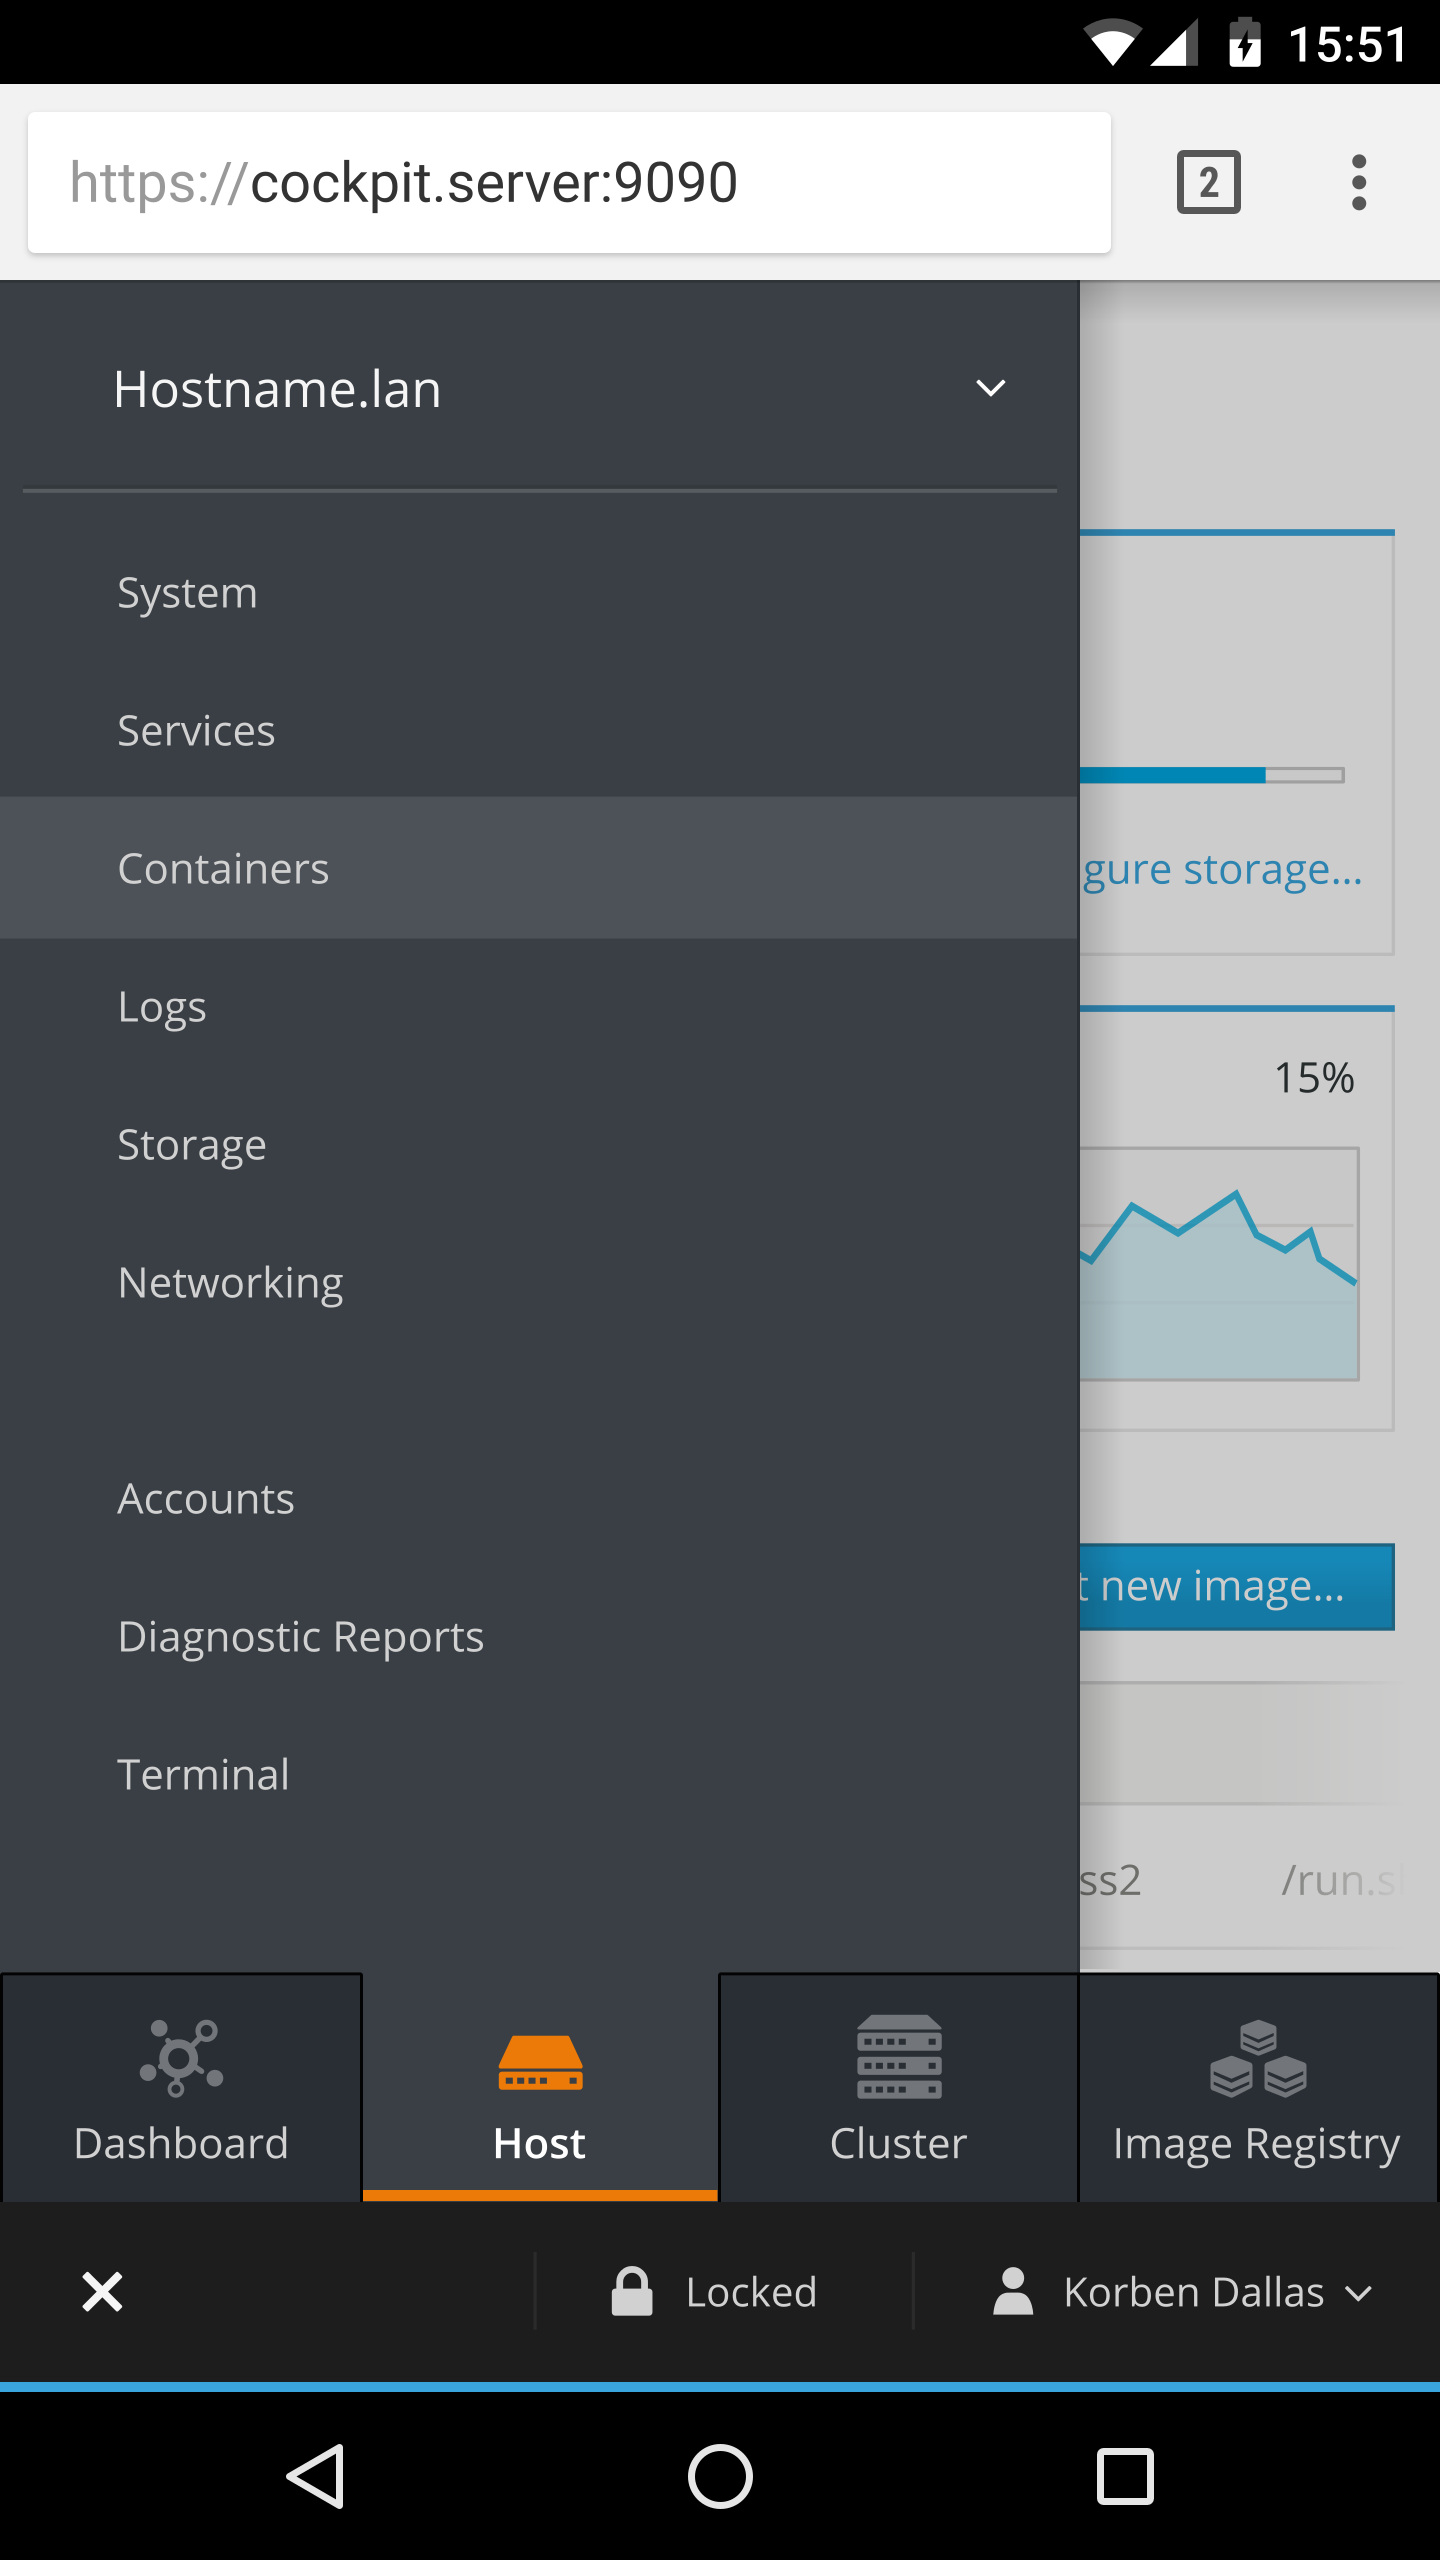 15:51
https://cockpit.server:9090
2
Hostname.lan
System
Services
Containers
gure storage...
Logs
15%
Storage
Networking
Accounts
t new image...
Diagnostic Reports
Terminal
ss2 /run.s
Dashboard Host Cluster Image Registry
Locked Korben Dallas